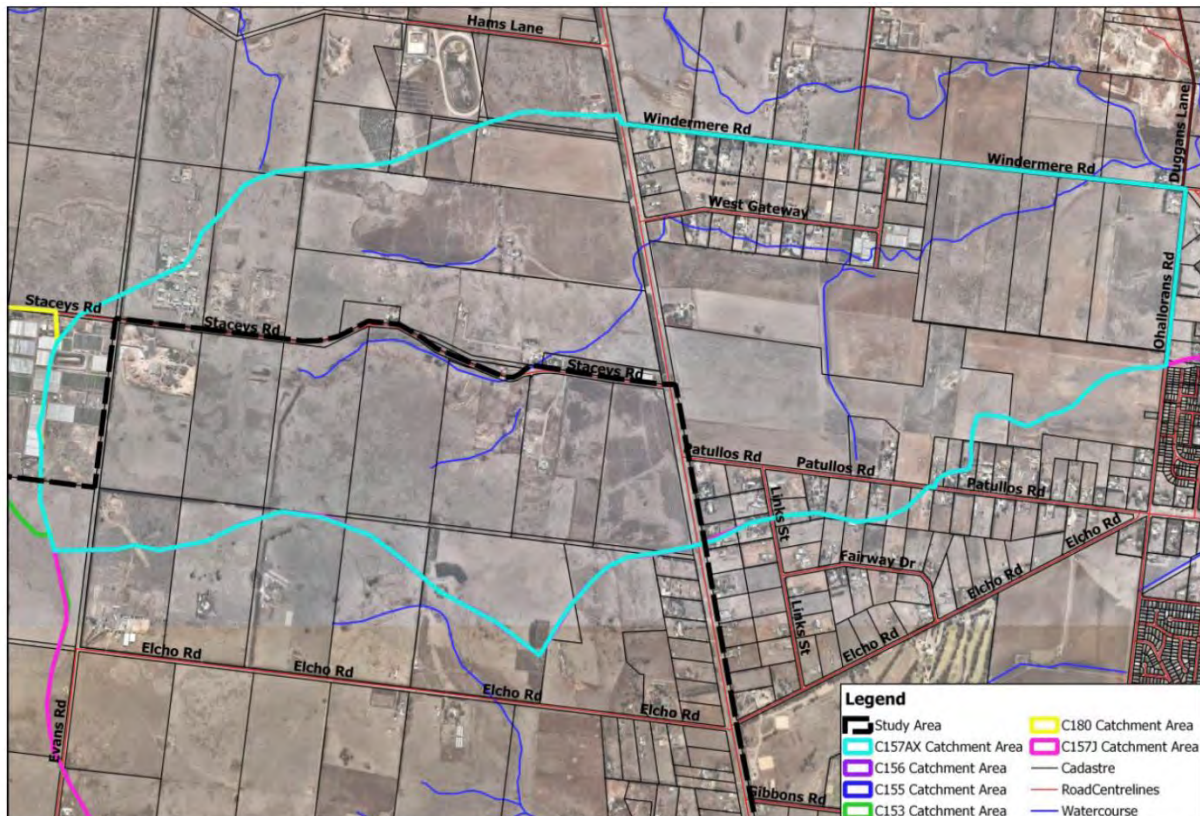 Hams Lane
Windermere Rd
Windermere Rd
Duggans Lane
West Gateway
Ohallorans Rd
Staceys Rd
Staceys Rd
Staceys Rd
Patullos Rd
Patullos Rd
Patullos Rd
Links St
Elcho Rd
Fairway Dr
Elcho Rd
Links St
Elcho Rd
Elcho Rd
Elcho Rd
Elcho Rd
Elcho Rd
Evans Rd
Gibbons Rd
Legend
Study Area
C157AX Catchment Area
C156 Catchment Area
C155 Catchment Area
C153 Catchment Area
C180 Catchment Area
C157J Catchment Area
Cadastre
RoadCentrelines
Watercourse